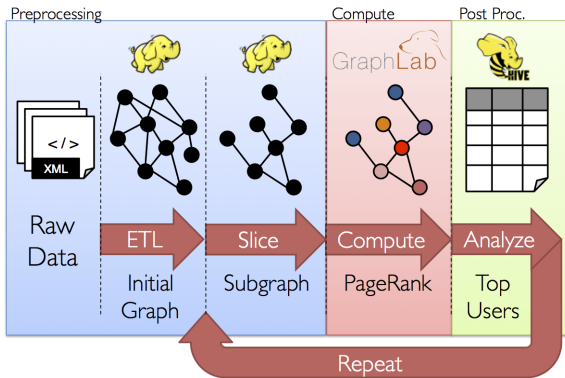 Preprocessing
Compute
Post Proc.
GraphLab
HIVE
</>
XML
Raw
Data
ETL
Slice
Compute
Analyze
Initial
Graph
Subgraph
PageRank
Top
Users
Repeat